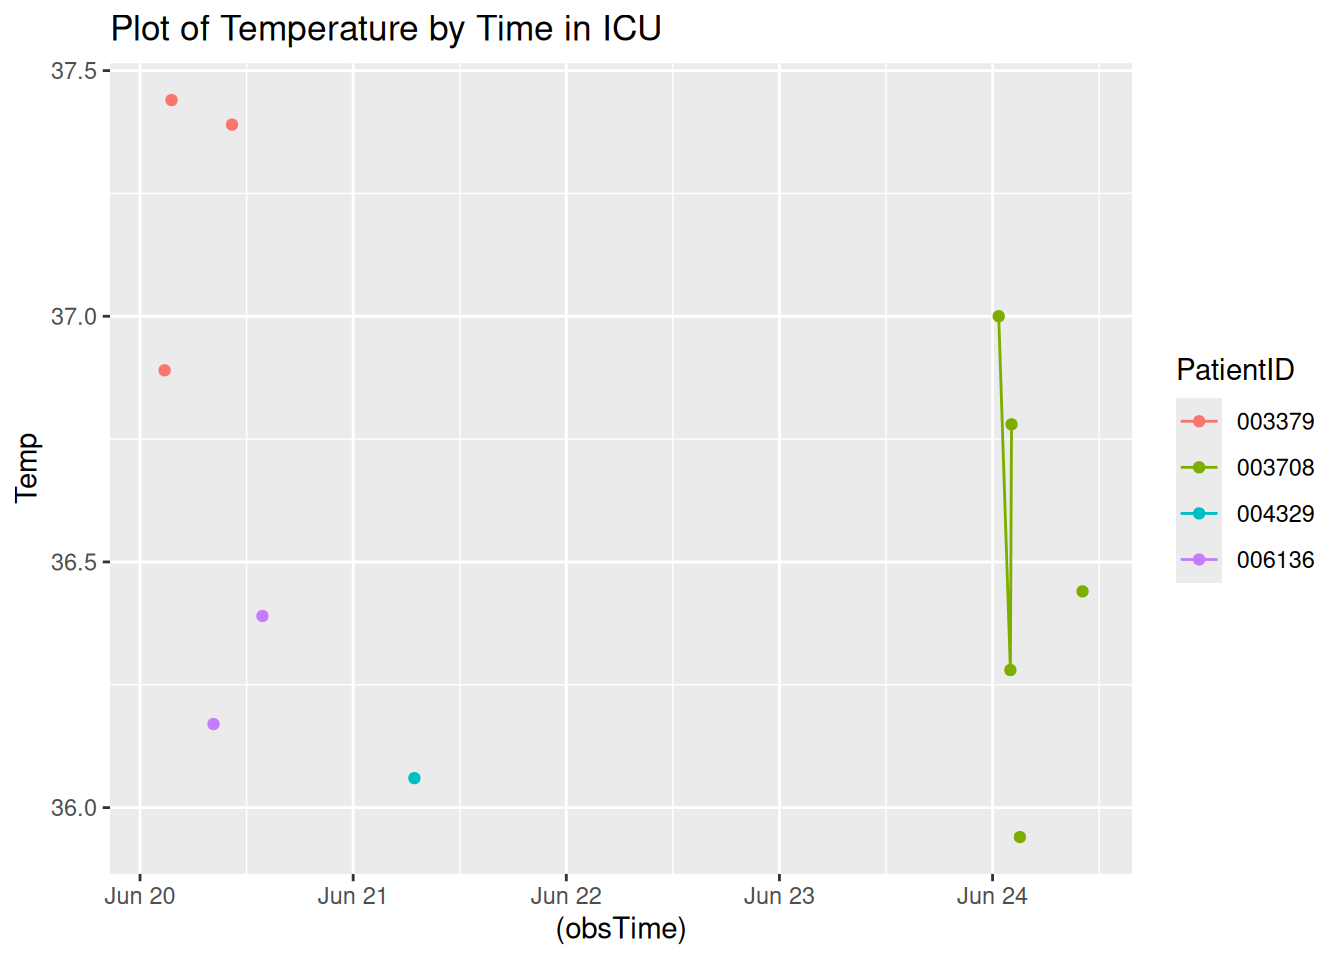 Plot of Temperature by Time in ICU
37.5
37.0
36.5
36.0
Temp
Jun 20 Jun 21 Jun 22 Jun 23 Jun 24
(obsTime)
PatientID
003379
003708
004329
006136